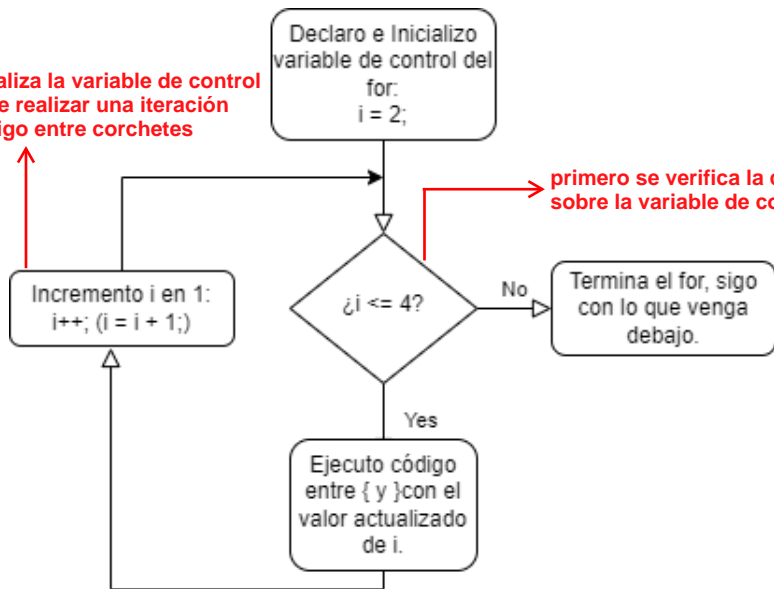 Declaro e Inicializo
variable de control del
for:
i = 2;
aliza la variable de control
e realizar una iteración
igo entre corchetes
primero se verifica la
sobre la variable de
Incremento i en 1:
i++; (i = i + 1;)
¿i <= 4?
No
Termina el for, sigo
con lo que venga
debajo.
Yes
Ejecuto código
entre { y }con el
valor actualizado
de i.